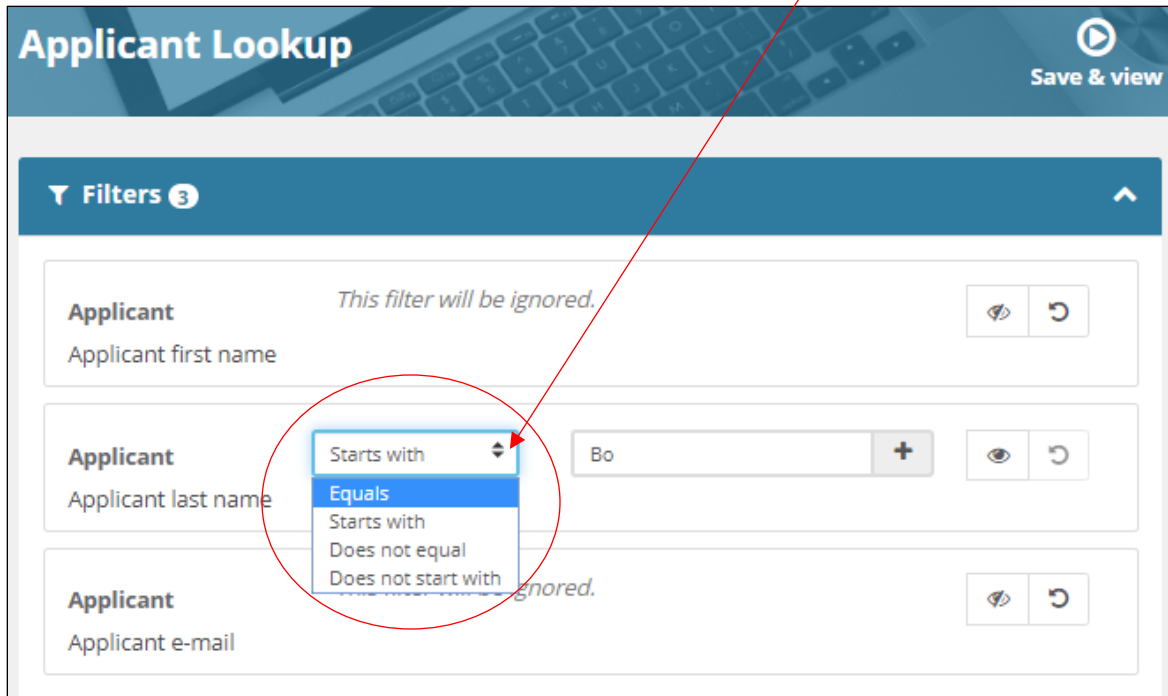 Applicant Lookup
Save & view
Filters 3
This filter will be ignored.
Applicant
Applicant first name
Starts with
Bo
Applicant
Applicant last name
Equals
Starts with
Does not equal
Does not start with
ignored.
Applicant
Applicant e-mail